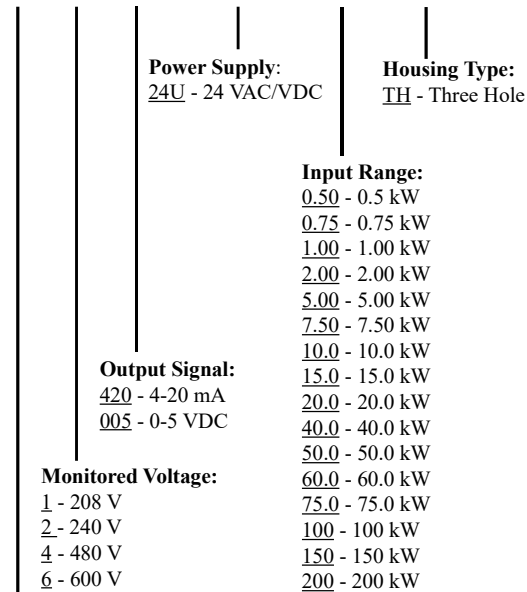 Power Supply:
24U - 24 VAC/VDC
Housing Type:
TH - Three Hole
Input Range:
0.50 - 0.5 kW
0.75 - 0.75 kW
1.00 - 1.00 kW
2.00 - 2.00 kW
5.00 - 5.00 kW
7.50 - 7.50 kW
10.0 - 10.0 kW
15.0 - 15.0 kW
20.0 - 20.0 kW
40.0 - 40.0 kW
50.0 - 50.0 kW
60.0 - 60.0 kW
75.0 - 75.0 kW
100 - 100 kW
150 - 150 kW
200 - 200 kW
Output Signal:
420 - 4-20 mA
005 - 0-5 VDC
Monitored Voltage:
1 - 208 V
2 - 240 V
4 - 480 V
6 - 600 V